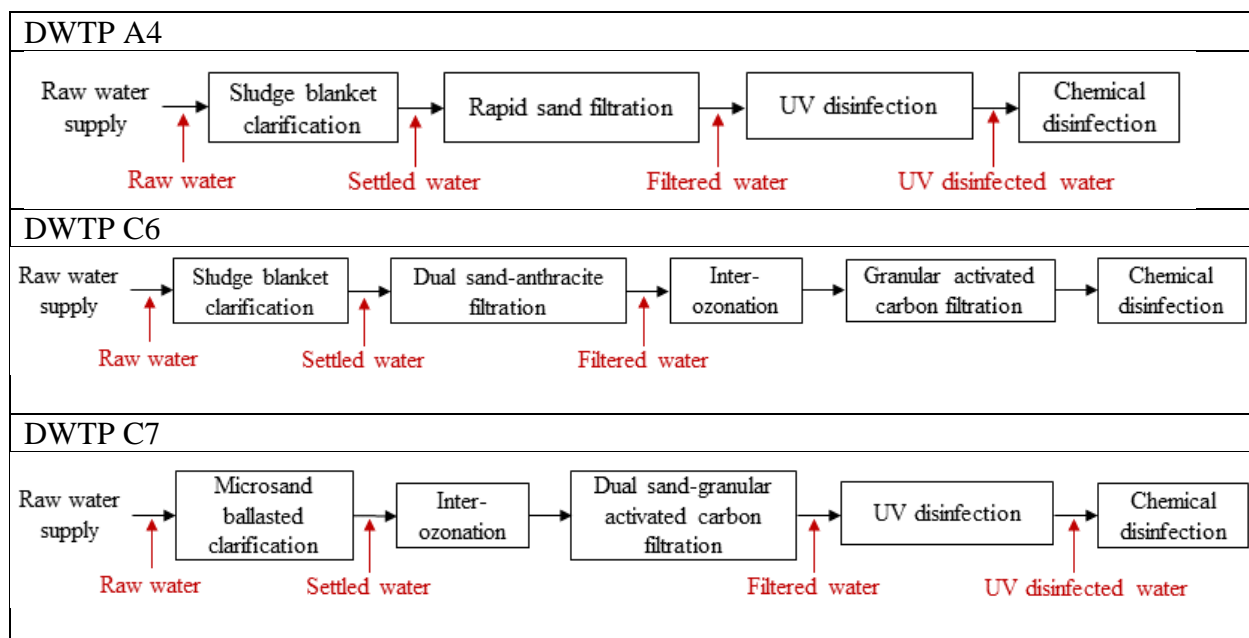 DWTP A4
Raw water
supply
Sludge blanket
clarification
Rapid sand filtration
UV disinfection
Chemical
disinfection
Raw water
Settled water
Filtered water
UV disinfected water
DWTP C6
Raw water
supply
Sludge blanket
clarification
Dual sand-anthracite
filtration
Inter-
ozonation
Granular activated
carbon filtration
Chemical
disinfection
Raw water
Settled water
Filtered water
DWTP C7
Raw water
supply
Microsand
ballasted
clarification
Inter-
ozonation
Dual sand-granular
activated carbon
filtration
UV disinfection
Chemical
disinfection
Raw water
Settled water
Filtered water
UV disinfected water